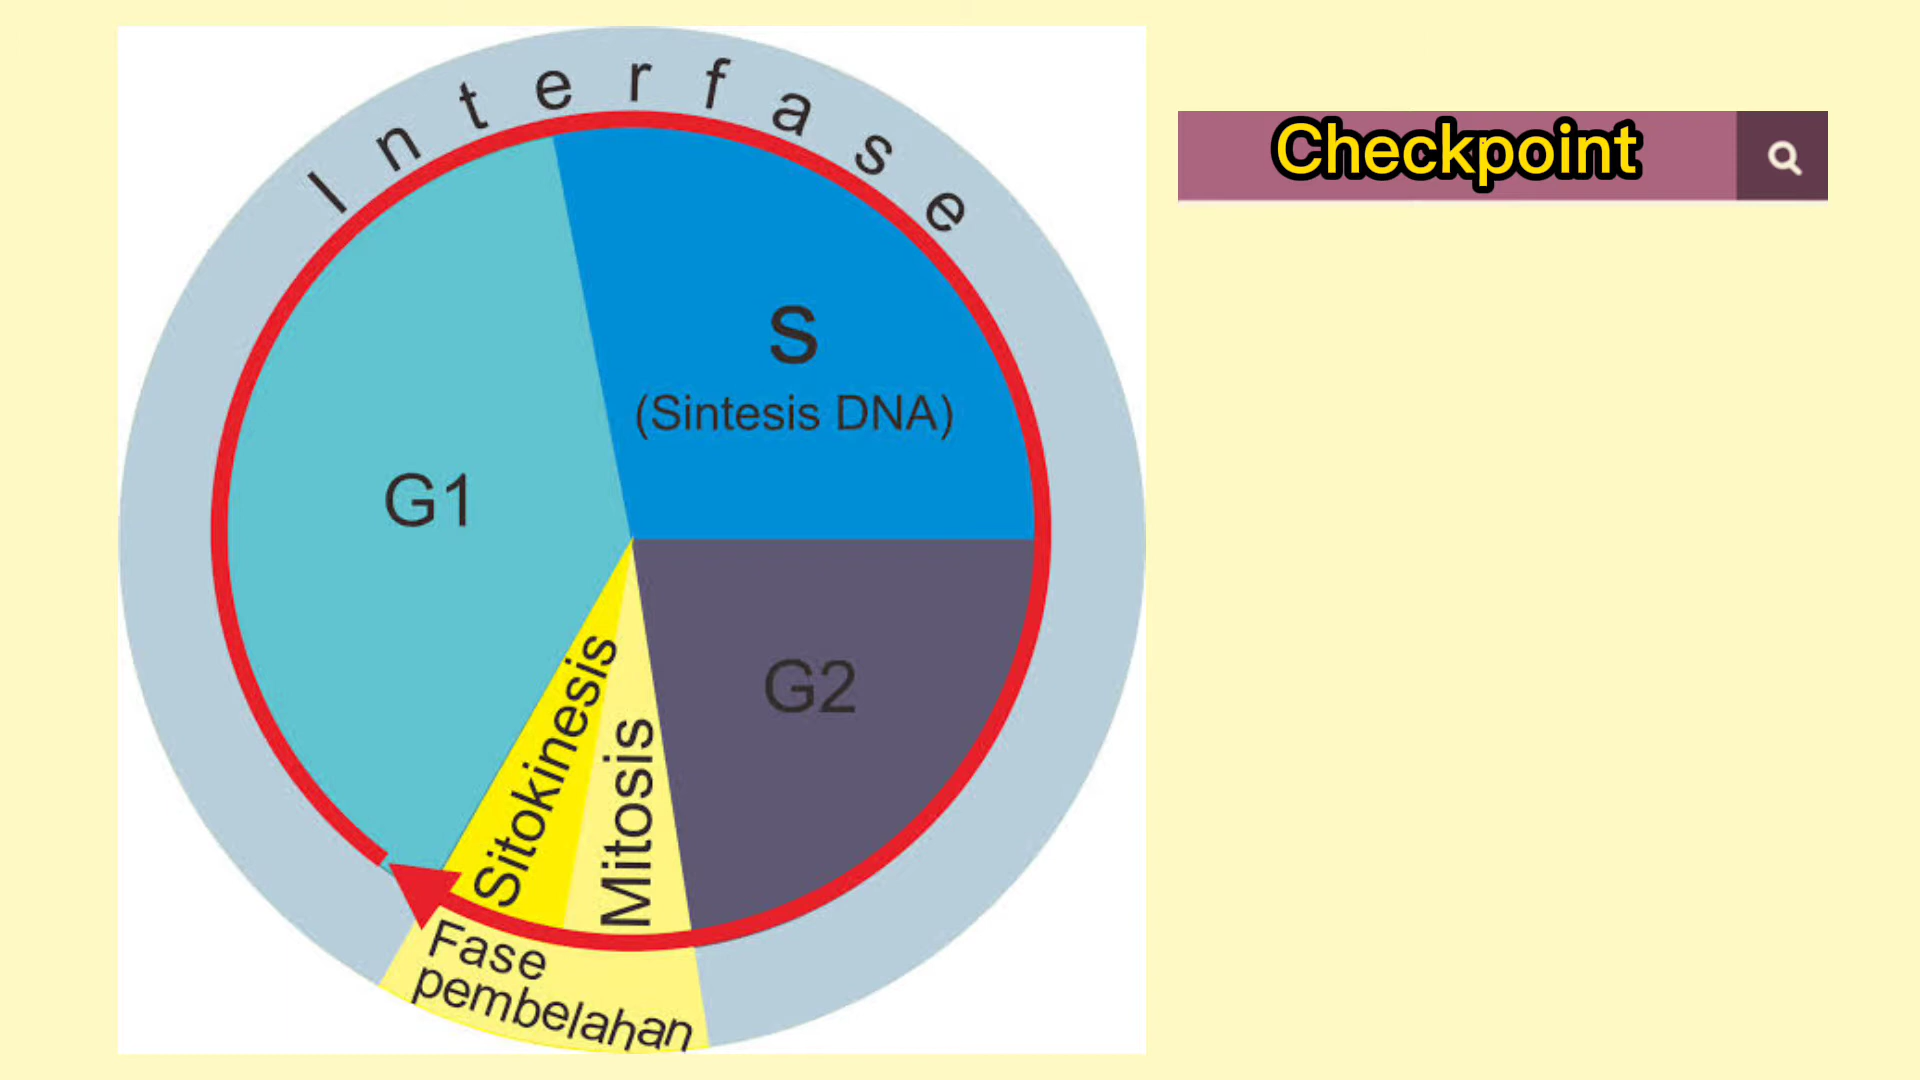 Interfase
Checkpoint
S
(Sintesis DNA)
G1
G2
Sitokinesis
Mitosis
Fase
pembelahan